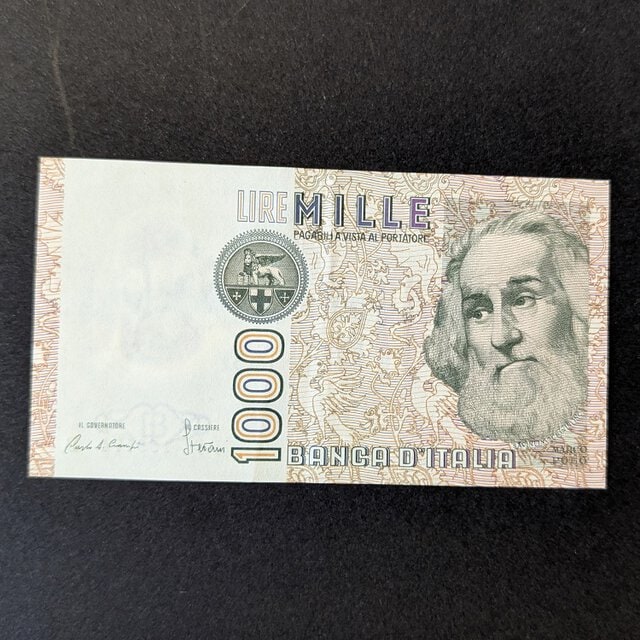 LIRE MILLE
PAGABILI A VISTA AL PORTATORE
1000
IL GOVERNATORE
IL CASSIERE
BANCA D'ITALIA
MARCO
POLO